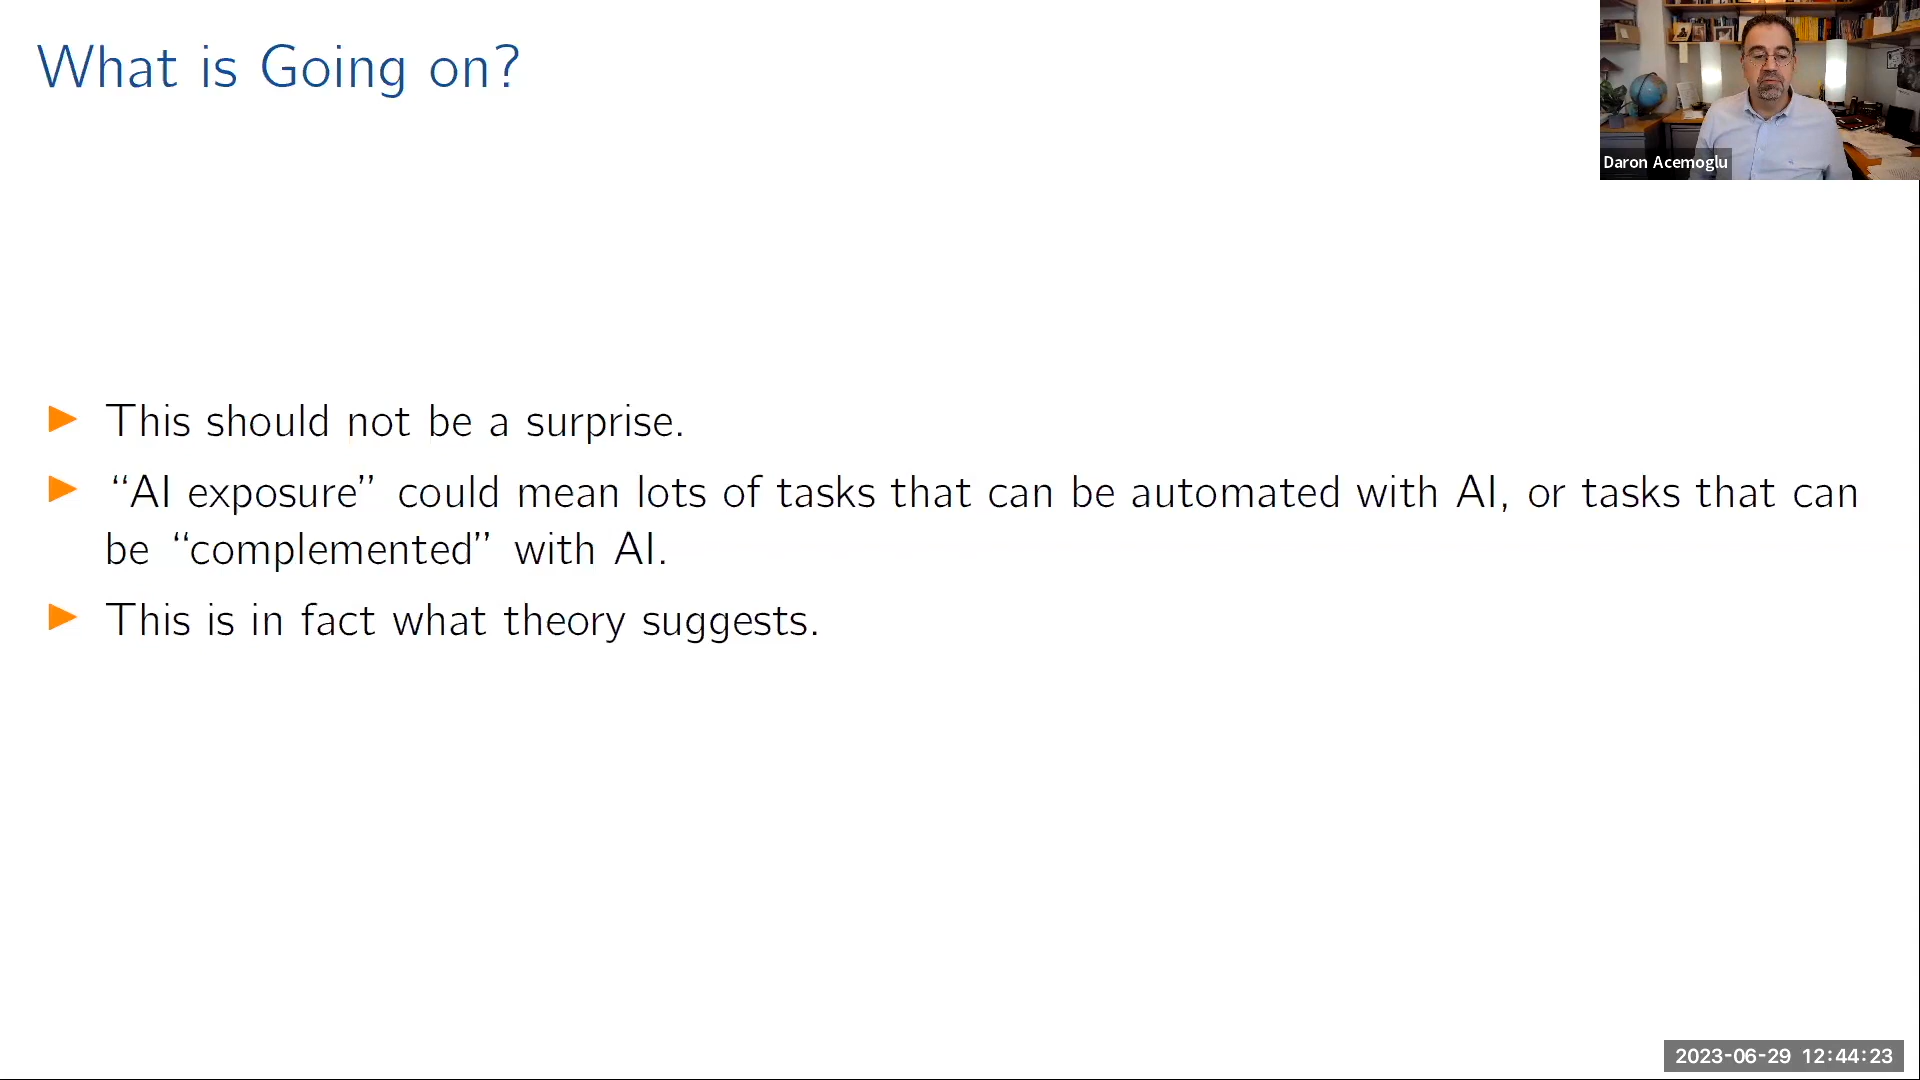 What is Going on?
Daron Acemoglu
▶ This should not be a surprise.
▶ “AI exposure” could mean lots of tasks that can be automated with AI, or tasks that can
be “complemented” with AI.
▶ This is in fact what theory suggests.
2023-06-29 12:44:23